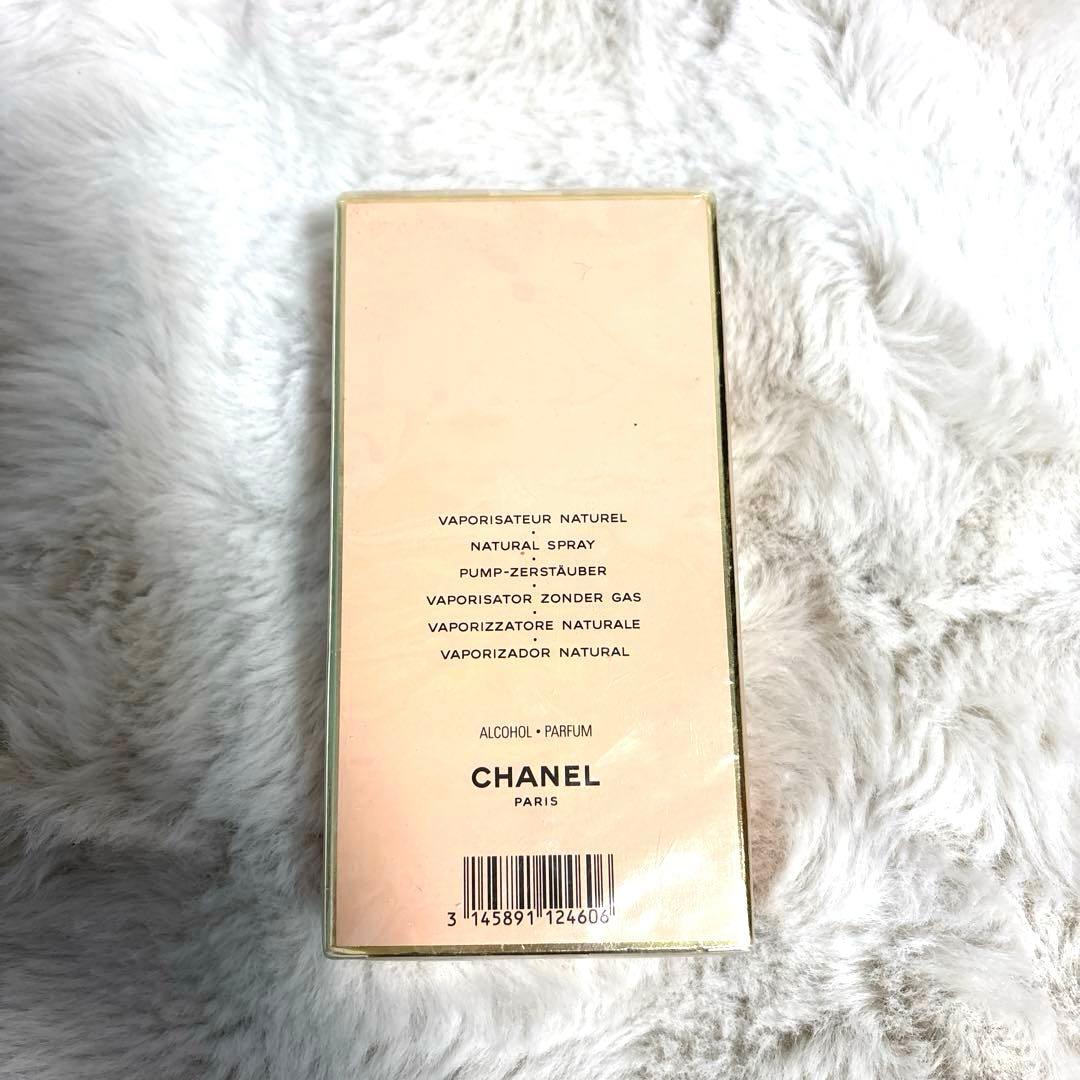 VAPORISATEUR NATUREL
•
NATURAL SPRAY
•
PUMP-ZERSTÄUBER
•
VAPORISATOR ZONDER GAS
•
VAPORIZZATORE NATURALE
•
VAPORIZADOR NATURAL
ALCOHOL • PARFUM
CHANEL
PARIS
3 145891 124606